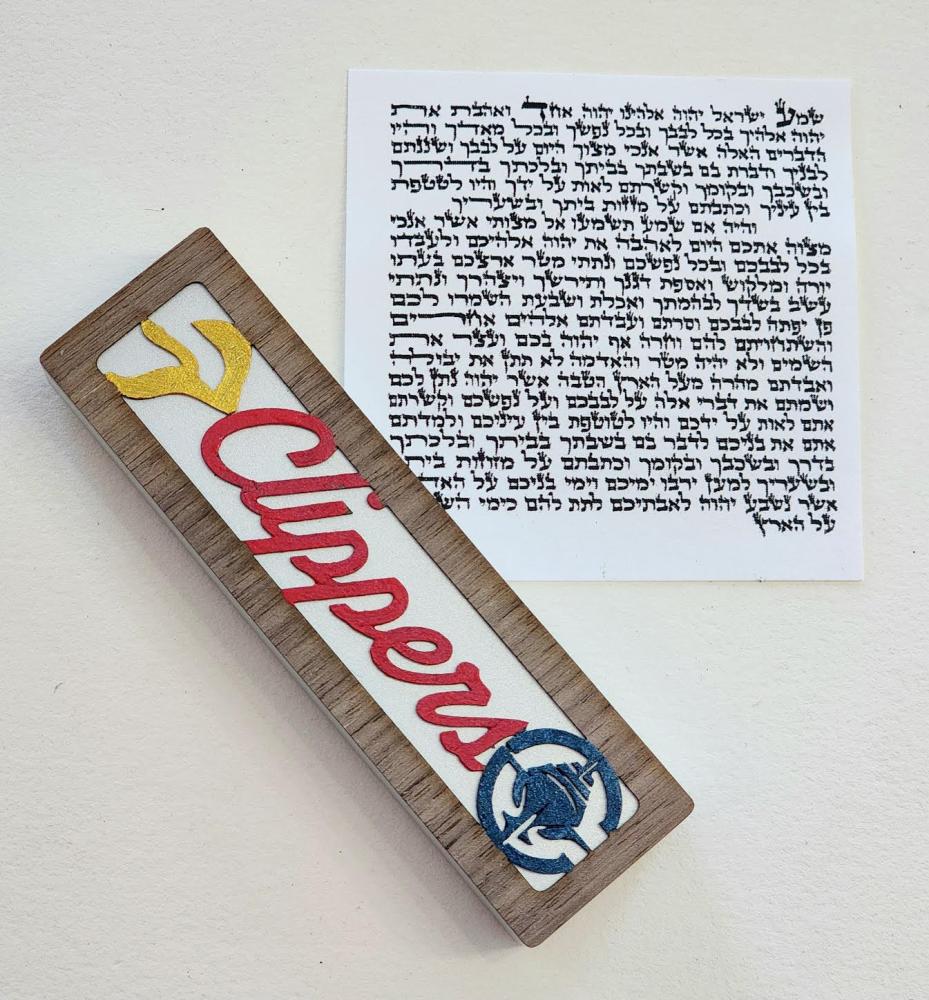 שמע ישראל יהוה אלהינו יהוה אחד ואהבת את
יהוה אלהיך בכל לבבך ובכל נפשך ובכל מאדך והיו
הדברים האלה אשר אנכי מצוך היום על לבבך ושננתם
לבניך ודברת בם בשבתך בביתך ובלכתך בדרך
ובשכבך ובקומך וקשרתם לאות על ידך והיו לטטפת
בין עיניך וכתבתם על מזזות ביתך ובשעריך
והיה אם שמע תשמעו אל מצותי אשר אנכי
מצוה אתכם היום לאהבה את יהוה אלהיכם ולעבדו
בכל לבבכם ובכל נפשכם ונתתי מטר ארצכם בעתו
יורה ומלקוש ואספת דגנך ותירשך ויצהרך ונתתי
עשב בשדך לבהמתך ואכלת ושבעת השמרו לכם
פן יפתה לבבכם וסרתם ועבדתם אלהים אחרים
והשתחויתם להם וחרה אף יהוה בכם ועצר את
השמים ולא יהיה מטר והאדמה לא תתן את יבולה
ואבדתם מהרה מעל הארץ הטבה אשר יהוה נתן לכם
ושמתם את דברי אלה על לבבכם ועל נפשכם וקשרתם
אתם לאות על ידכם והיו לטוטפת בין עיניכם ולמדתם
אתם את בניכם לדבר בם בשבתך בביתך ובלכתך
בדרך ובשכבך ובקומך וכתבתם על מזוזות
ובשעריך למען ירבו ימיכם וימי בניכם על
אשר נשבע יהוה לאבתיכם לתת להם כימי
על הארץ
ש
Clippers